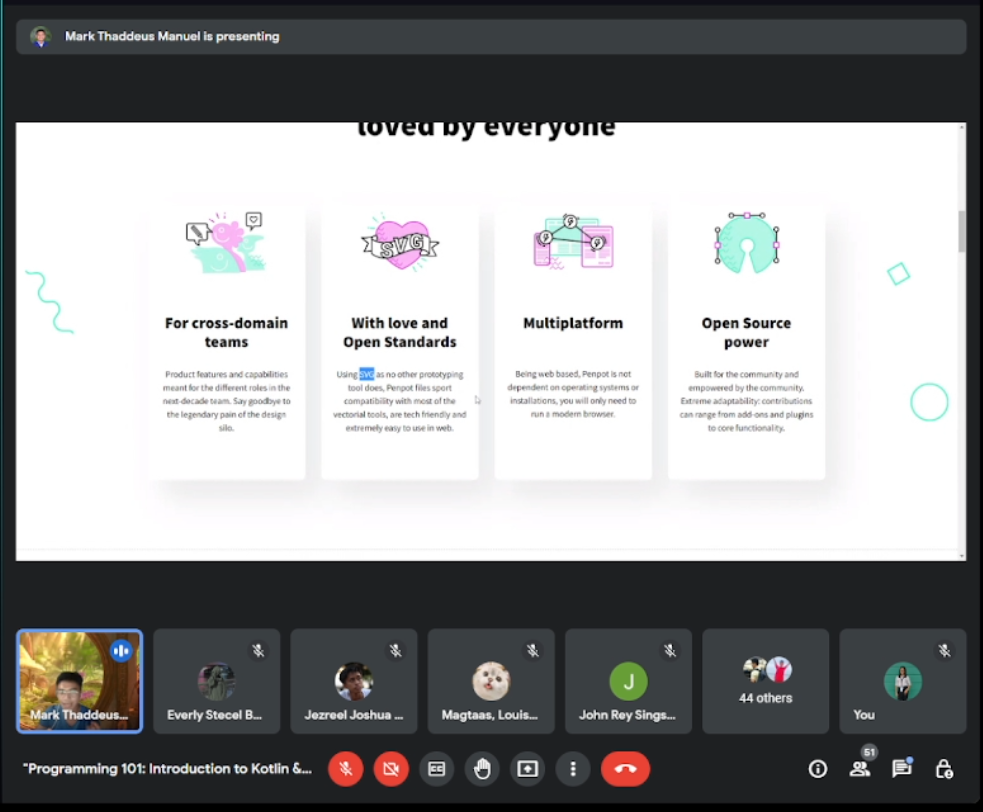 Mark Thaddeus Manuel is presenting
loved by everyone
SVG
For cross-domain
teams
Product features and capabilities
meant for the different roles in the
next-decade team. Say goodbye to
the legendary pain of the design
silo.
With love and
Open Standards
Using SVG as no other prototyping
tool does, Penpot files sport
compatibility with most of the
vectorial tools, are tech friendly and
extremely easy to use in web.
Multiplatform
Being web based, Penpot is not
dependent on operating systems or
installations, you will only need to
run a modern browser.
Open Source
power
Built for the community and
empowered by the community.
Extreme adaptability: contributions
can range from add-ons and plugins
to core functionality.
Mark Thaddeus...
Everly Stecel B...
Jezreel Joshua ...
Magtaas, Louis...
J
John Rey Sings...
44 others
You
"Programming 101: Introduction to Kotlin &...
51